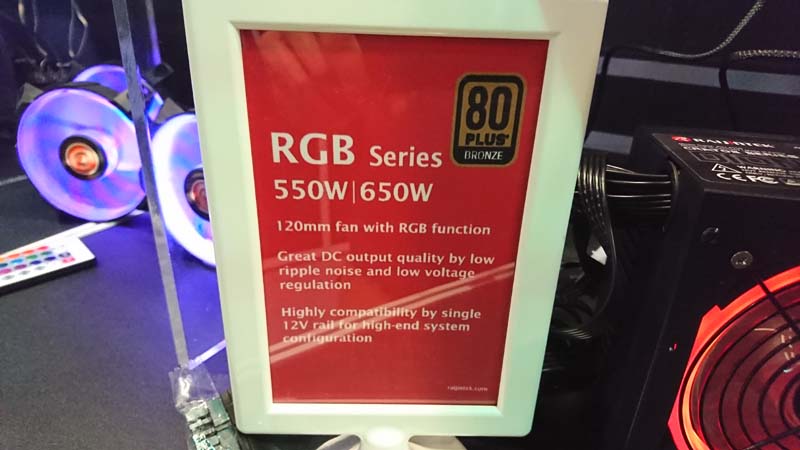 80
PLUS
BRONZE
RGB Series
550W|650W
120mm fan with RGB function
Great DC output quality by low
ripple noise and low voltage
regulation
Highly compatibility by single
12V rail for high-end system
configuration
raijintek.com
RAIJINTEK